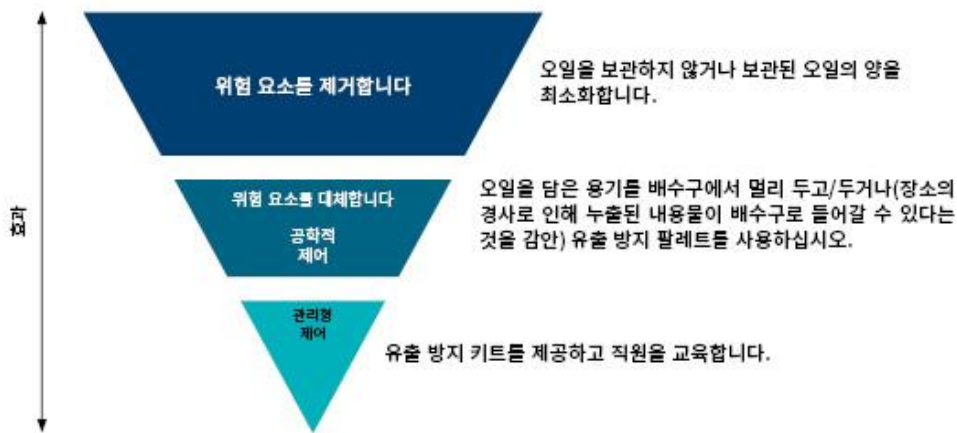 위험 요소를 제거합니다
오일을 보관하지 않거나 보관된 오일의 양을
최소화합니다.
효과
위험 요소를 대체합니다
공학적
제어
오일을 담은 용기를 배수구에서 멀리 두고/두거나(장소의
경사로 인해 누출된 내용물이 배수구로 들어갈 수 있다는
것을 감안) 유출 방지 팔레트를 사용하십시오.
관리형
제어
유출 방지 키트를 제공하고 직원을 교육합니다.